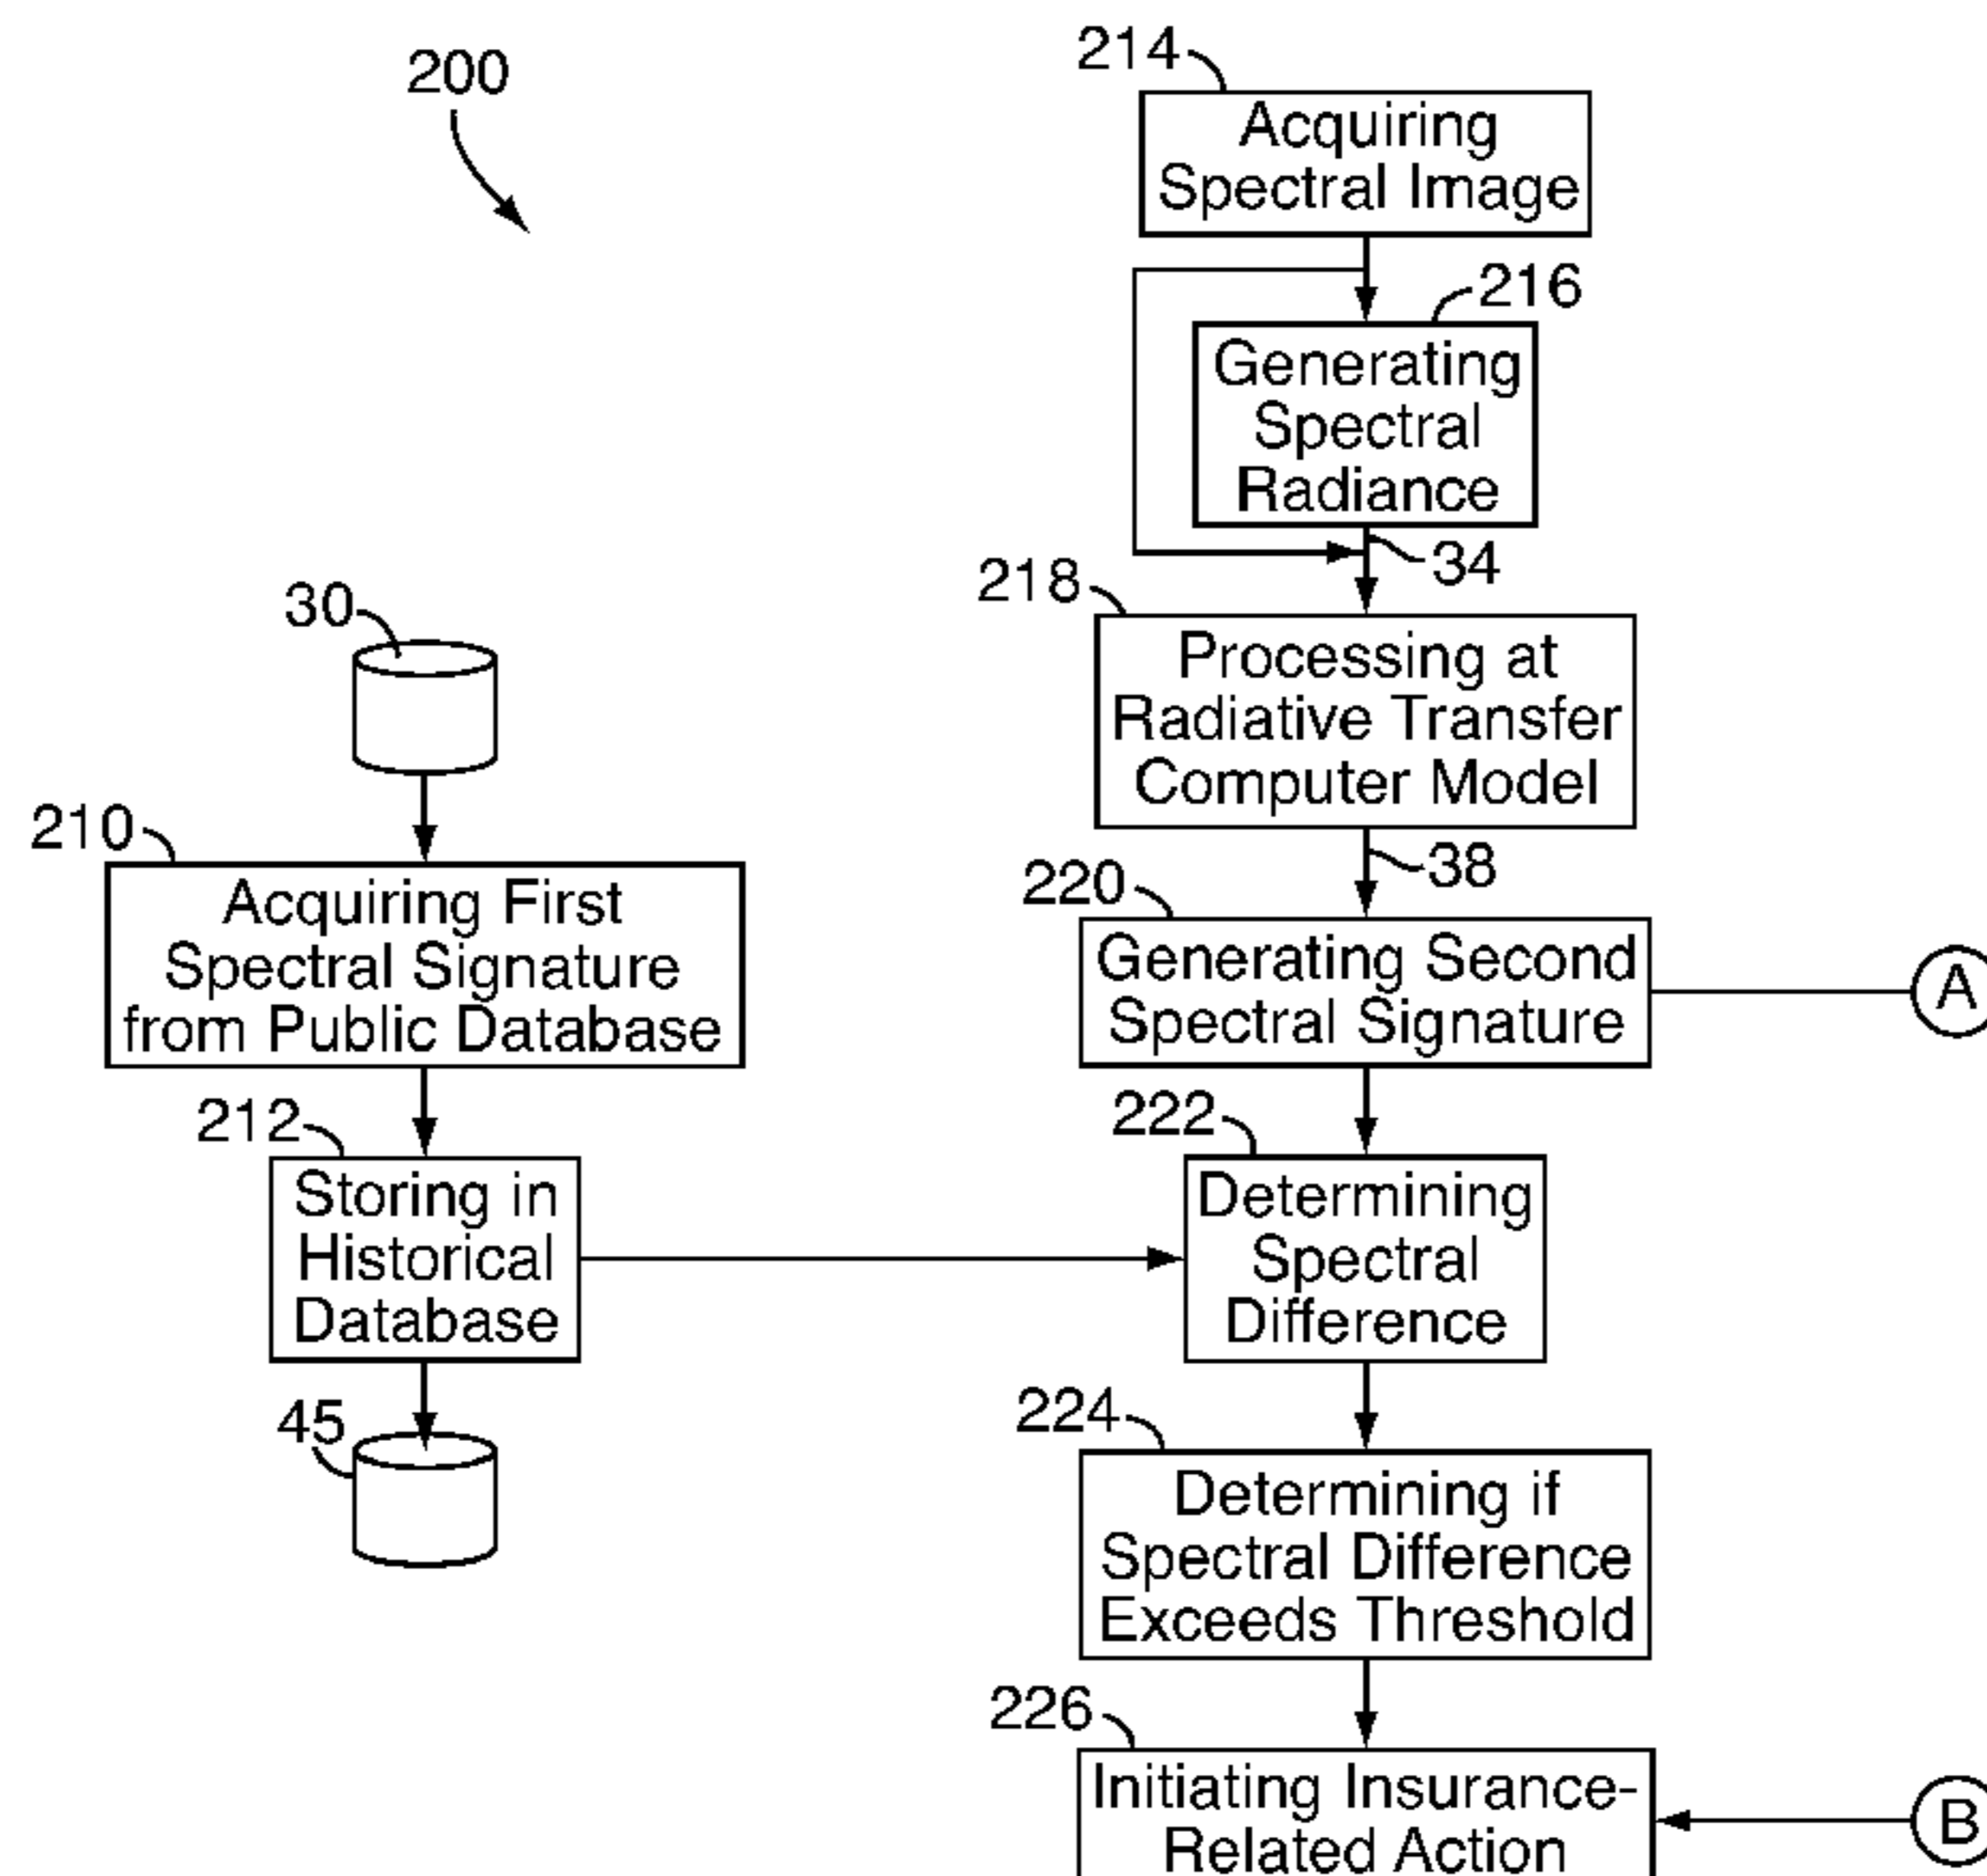 200
214
Acquiring
Spectral Image
216
Generating
Spectral
Radiance
34
218
Processing at
Radiative Transfer
Computer Model
38
30
210
Acquiring First
Spectral Signature
from Public Database
220
Generating Second
Spectral Signature
A
212
Storing in
Historical
Database
222
Determining
Spectral
Difference
45
224
Determining if
Spectral Difference
Exceeds Threshold
226
Initiating Insurance-
Related Action
B